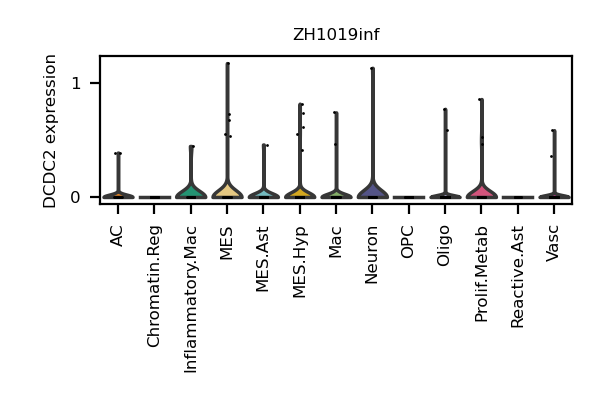 ZH1019inf
DCDC2 expression
1
0
AC
Chromatin.Reg
Inflammatory.Mac
MES
MES.Ast
MES.Hyp
Mac
Neuron
OPC
Oligo
Prolif.Metab
Reactive.Ast
Vasc